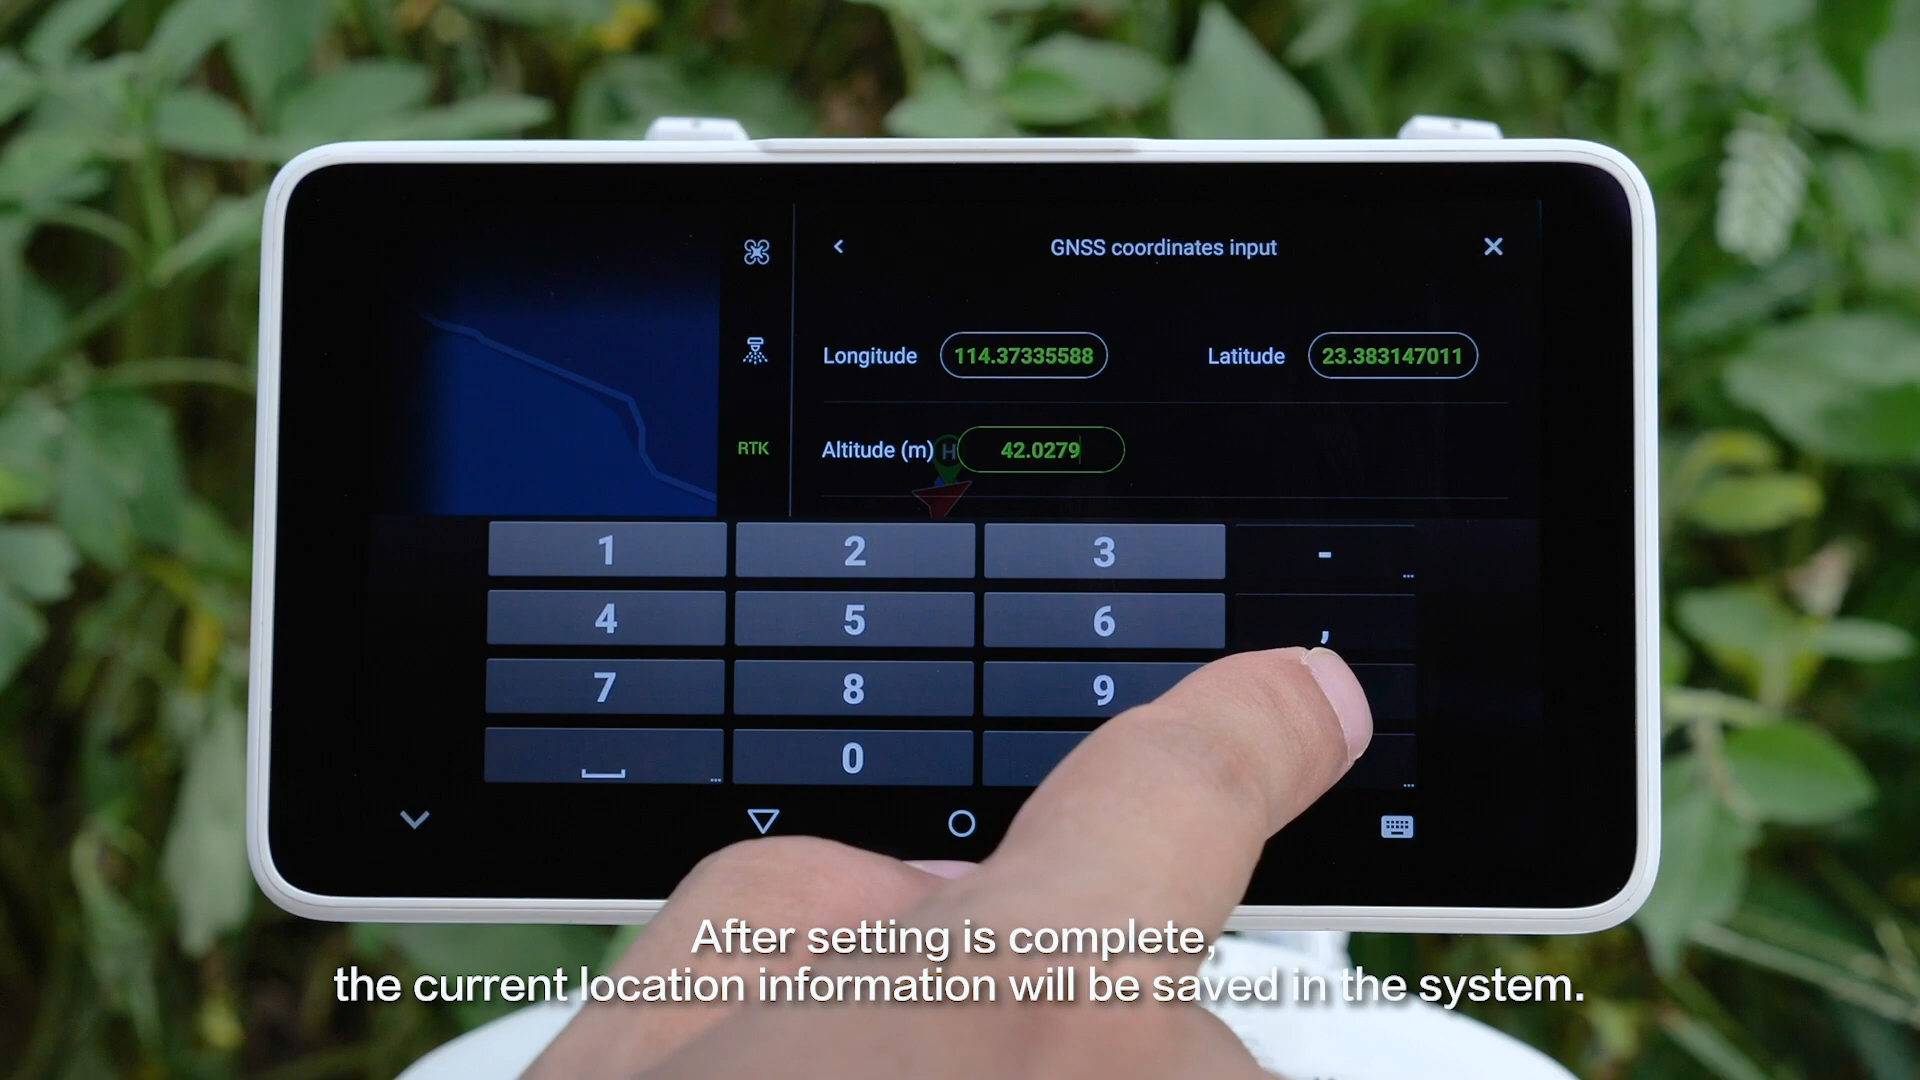 GNSS coordinates input
Longitude 114.37335588 Latitude 23.383147011
RTK
Altitude (m) H 42.0279
1 2 3 -
4 5 6 ,
7 8 9
0
After setting is complete,
the current location information will be saved in the system.